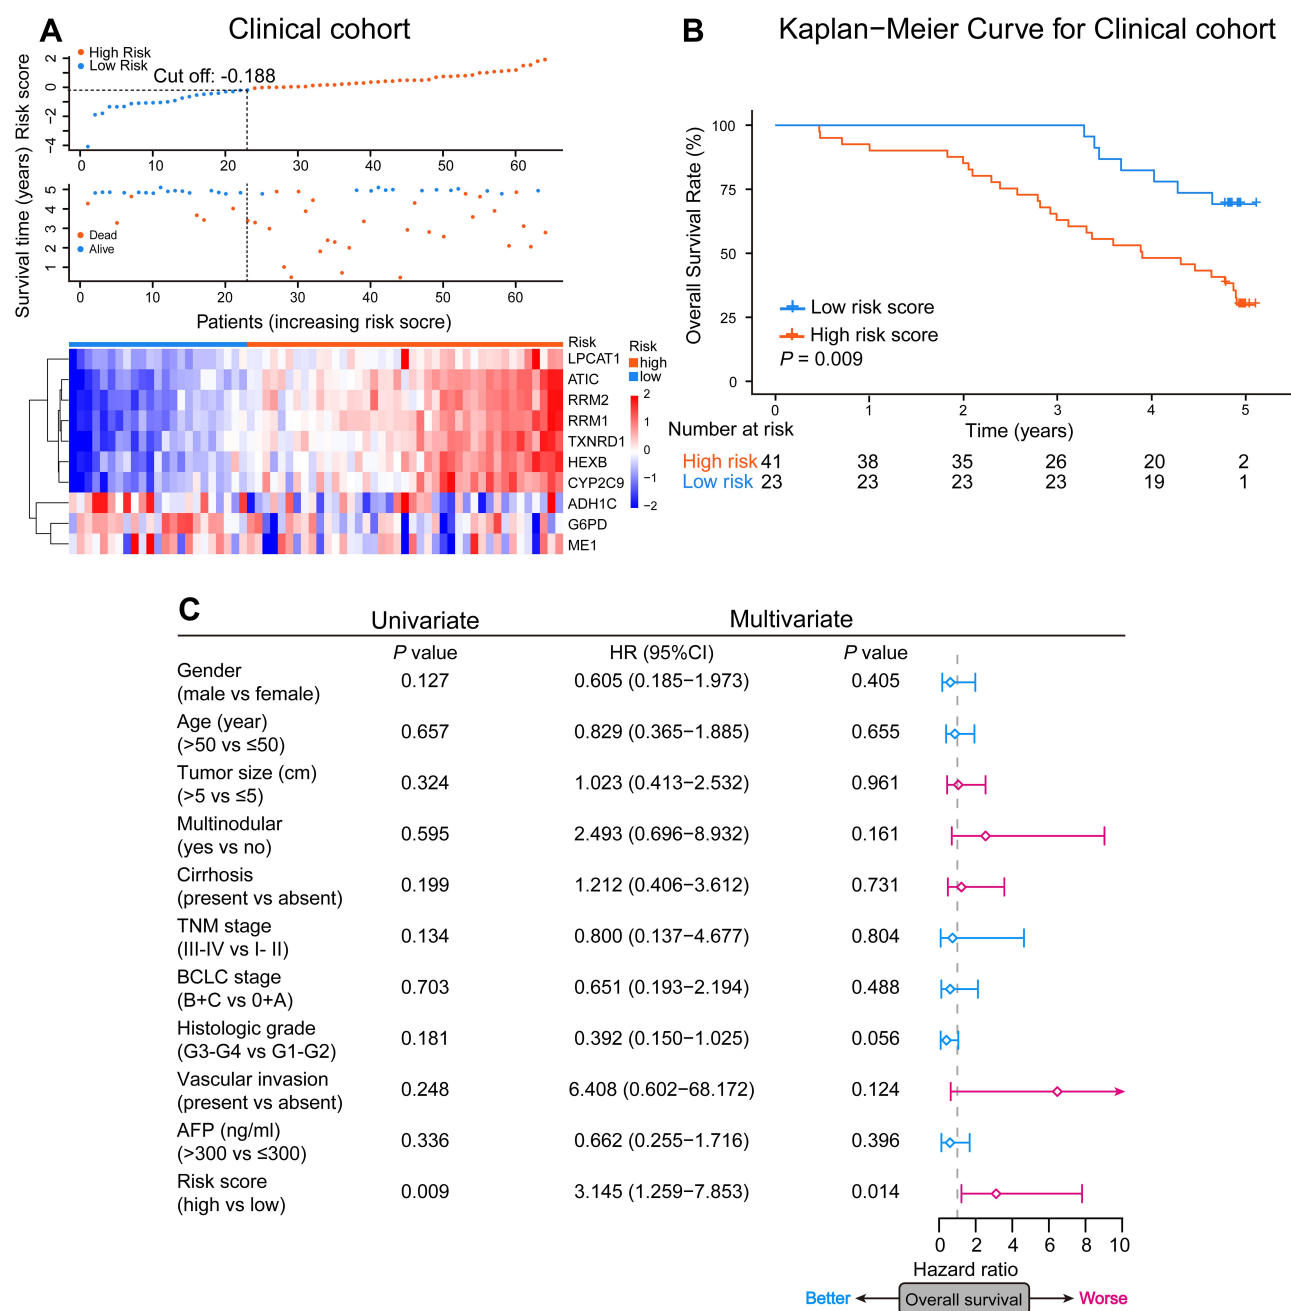 A
Clinical cohort
High Risk
Low Risk
Cut off: -0.188
Risk score
2
0
−2
−4
0 10 20 30 40 50 60
Survival time (years)
5
4
3
2
1
Dead
Alive
0 10 20 30 40 50 60
Patients (increasing risk socre)
Risk
LPCAT1
ATIC
RRM2
RRM1
TXNRD1
HEXB
CYP2C9
ADH1C
G6PD
ME1
Risk
high
low
2
1
0
−1
−2
B
Kaplan−Meier Curve for Clinical cohort
Overall Survival Rate (%)
100
75
50
25
0
Low risk score
High risk score
P = 0.009
0 1 2 3 4 5
Number at risk
Time (years)
High risk 41 38 35 26 20 2
Low risk 23 23 23 23 19 1
C
Univariate Multivariate
P value HR (95%CI) P value
Gender
(male vs female) 0.127 0.605 (0.185−1.973) 0.405
Age (year)
(>50 vs ≤50) 0.657 0.829 (0.365−1.885) 0.655
Tumor size (cm)
(>5 vs ≤5) 0.324 1.023 (0.413−2.532) 0.961
Multinodular
(yes vs no) 0.595 2.493 (0.696−8.932) 0.161
Cirrhosis
(present vs absent) 0.199 1.212 (0.406−3.612) 0.731
TNM stage
(III-IV vs I- II) 0.134 0.800 (0.137−4.677) 0.804
BCLC stage
(B+C vs 0+A) 0.703 0.651 (0.193−2.194) 0.488
Histologic grade
(G3-G4 vs G1-G2) 0.181 0.392 (0.150−1.025) 0.056
Vascular invasion
(present vs absent) 0.248 6.408 (0.602−68.172) 0.124
AFP (ng/ml)
(>300 vs ≤300) 0.336 0.662 (0.255−1.716) 0.396
Risk score
(high vs low) 0.009 3.145 (1.259−7.853) 0.014
0 2 4 6 8 10
Hazard ratio
Better Overall survival Worse